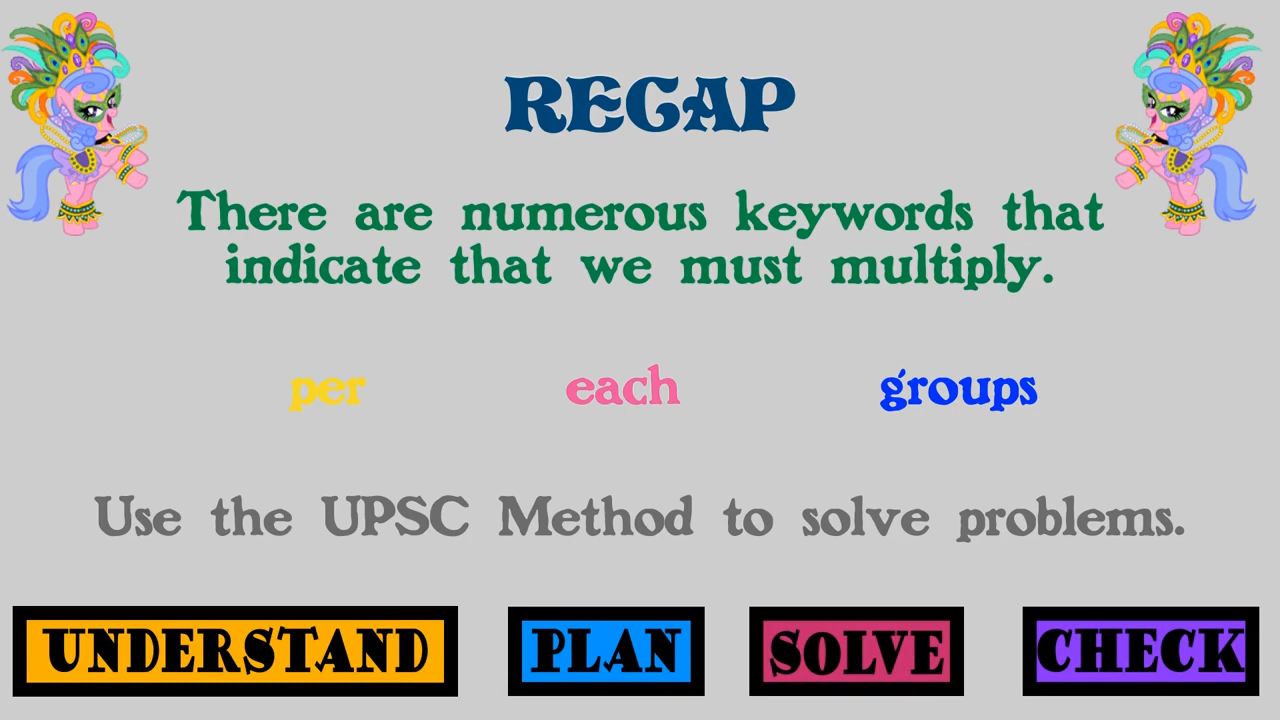 RECAP
There are numerous keywords that
indicate that we must multiply.
per each groups
Use the UPSC Method to solve problems.
UNDERSTAND PLAN SOLVE CHECK